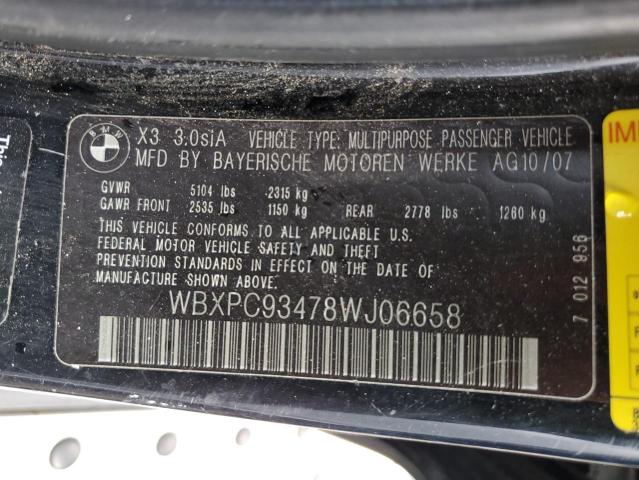 BMW
X3 3.0siA VEHICLE TYPE: MULTIPURPOSE PASSENGER VEHICLE
MFD BY BAYERISCHE MOTOREN WERKE AG10/07
GVWR 5104 lbs 2315 kg
GAWR FRONT 2535 lbs 1150 kg REAR 2778 lbs 1260 kg
THIS VEHICLE CONFORMS TO ALL APPLICABLE U.S.
FEDERAL MOTOR VEHICLE SAFETY AND THEFT
PREVENTION STANDARDS IN EFFECT ON THE DATE
OF MANUFACTURE SHOWN ABOVE.
WBXPC93478WJ06658
7 012 956
This